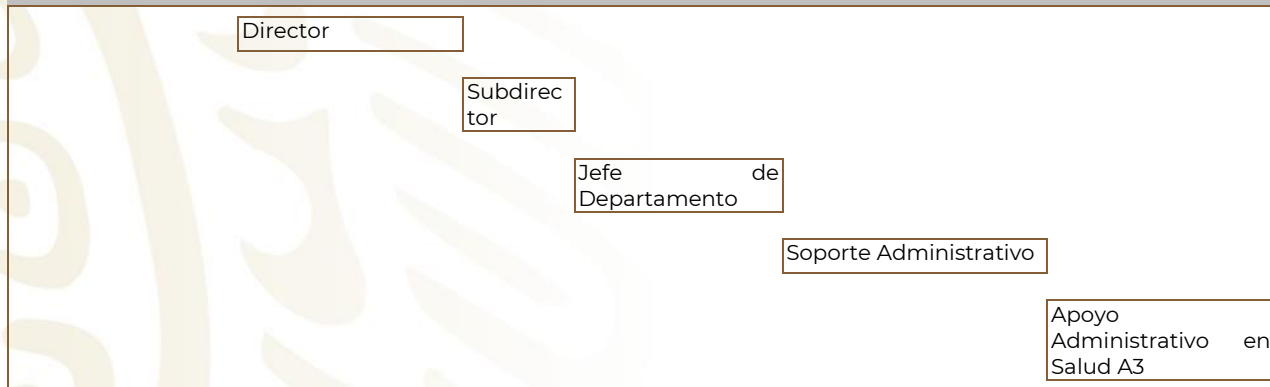 Director
Subdirec
tor
Jefe de
Departamento
Soporte Administrativo
Apoyo
Administrativo en
Salud A3